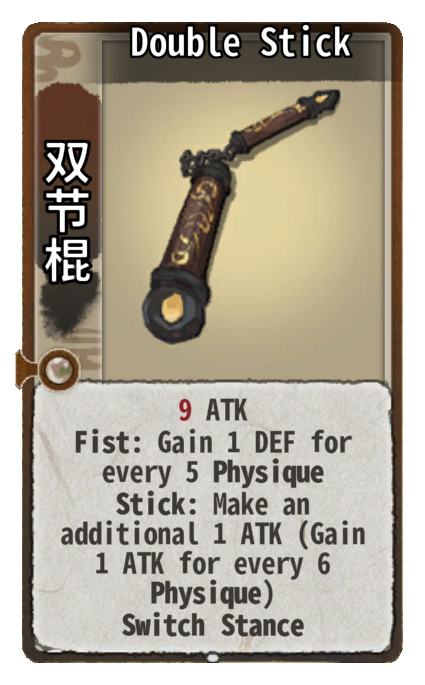 Double Stick
双节棍
9 ATK
Fist: Gain 1 DEF for
every 5 Physique
Stick: Make an
additional 1 ATK (Gain
1 ATK for every 6
Physique)
Switch Stance